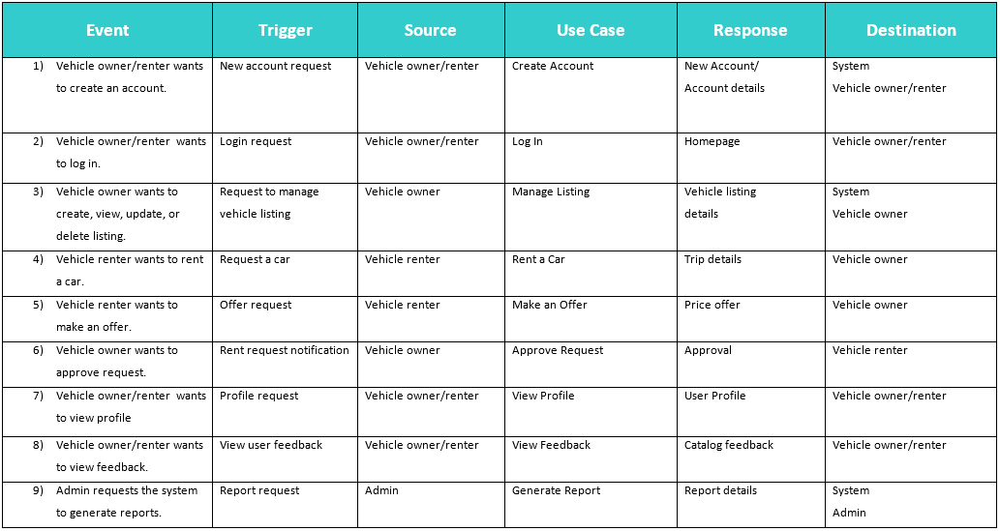 Event Trigger Source Use Case Response Destination
1) Vehicle owner/renter wants New account request Vehicle owner/renter Create Account New Account/ System
to create an account. Account details Vehicle owner/renter
2) Vehicle owner/renter wants Login request Vehicle owner/renter Log In Homepage Vehicle owner/renter
to log in.
3) Vehicle owner wants to Request to manage Vehicle owner Manage Listing Vehicle listing System
create, view, update, or vehicle listing details Vehicle owner
delete listing.
4) Vehicle renter wants to rent Request a car Vehicle renter Rent a Car Trip details Vehicle owner
a car.
5) Vehicle renter wants to Offer request Vehicle renter Make an Offer Price offer Vehicle owner
make an offer.
6) Vehicle owner wants to Rent request notification Vehicle owner Approve Request Approval Vehicle renter
approve request.
7) Vehicle owner/renter wants Profile request Vehicle owner/renter View Profile User Profile Vehicle owner/renter
to view profile
8) Vehicle owner/renter wants View user feedback Vehicle owner/renter View Feedback Catalog feedback Vehicle owner/renter
to view feedback.
9) Admin requests the system Report request Admin Generate Report Report details System
to generate reports. Admin